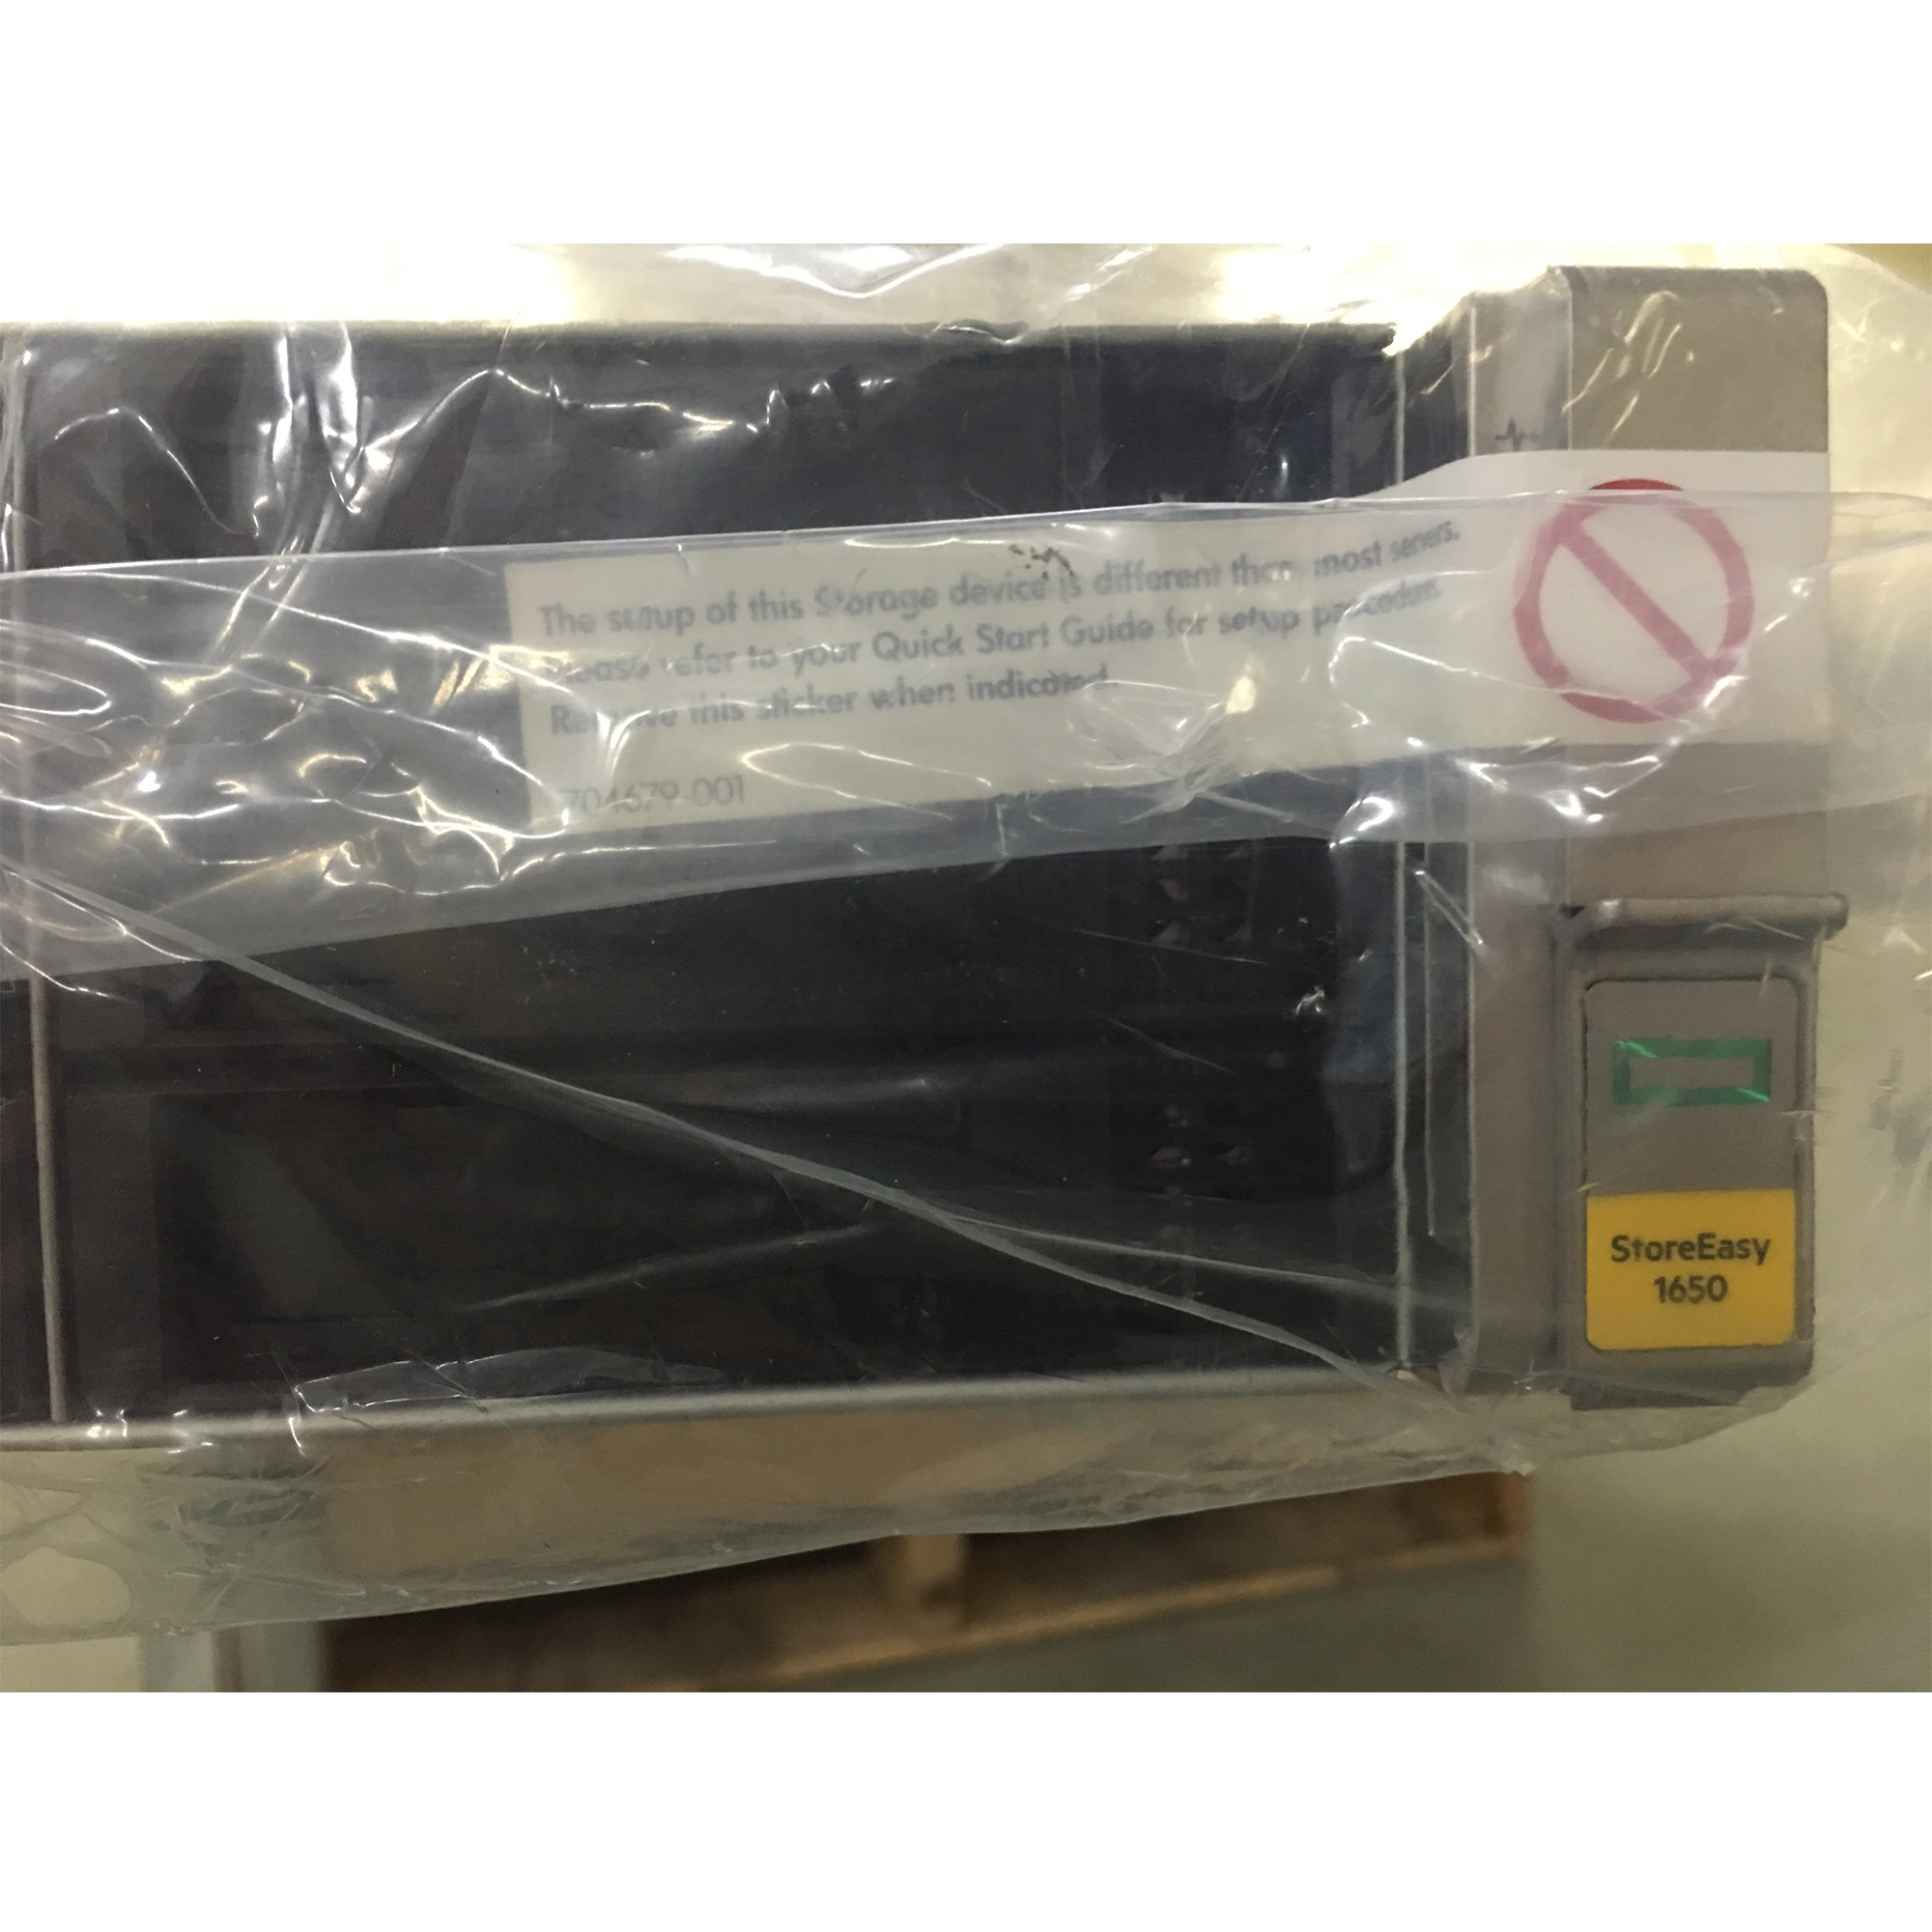 The setup of this Storage device is different than most servers.
Please refer to your Quick Start Guide for setup procedure.
Remove this sticker when indicated.
704679-001
StoreEasy
1650